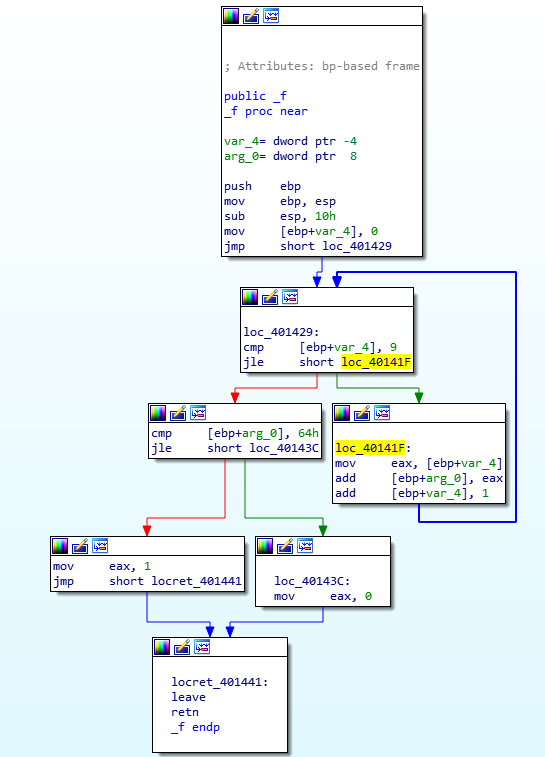 ; Attributes: bp-based frame
public _f
_f proc near
var_4= dword ptr -4
arg_0= dword ptr  8
push    ebp
mov     ebp, esp
sub     esp, 10h
mov     [ebp+var_4], 0
jmp     short loc_401429
loc_401429:
cmp     [ebp+var_4], 9
jle     short loc_40141F
cmp     [ebp+arg_0], 64h
jle     short loc_40143C
loc_40141F:
mov     eax, [ebp+var_4]
add     [ebp+arg_0], eax
add     [ebp+var_4], 1
mov     eax, 1
jmp     short locret_401441
loc_40143C:
mov     eax, 0
locret_401441:
leave
retn
_f endp